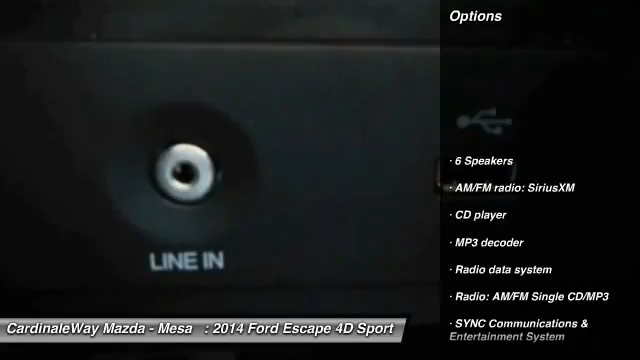 Options
· 6 Speakers
· AM/FM radio: SiriusXM
· CD player
· MP3 decoder
· Radio data system
· Radio: AM/FM Single CD/MP3
· SYNC Communications &
Entertainment System
LINE IN
CardinaleWay Mazda - Mesa : 2014 Ford Escape 4D Sport